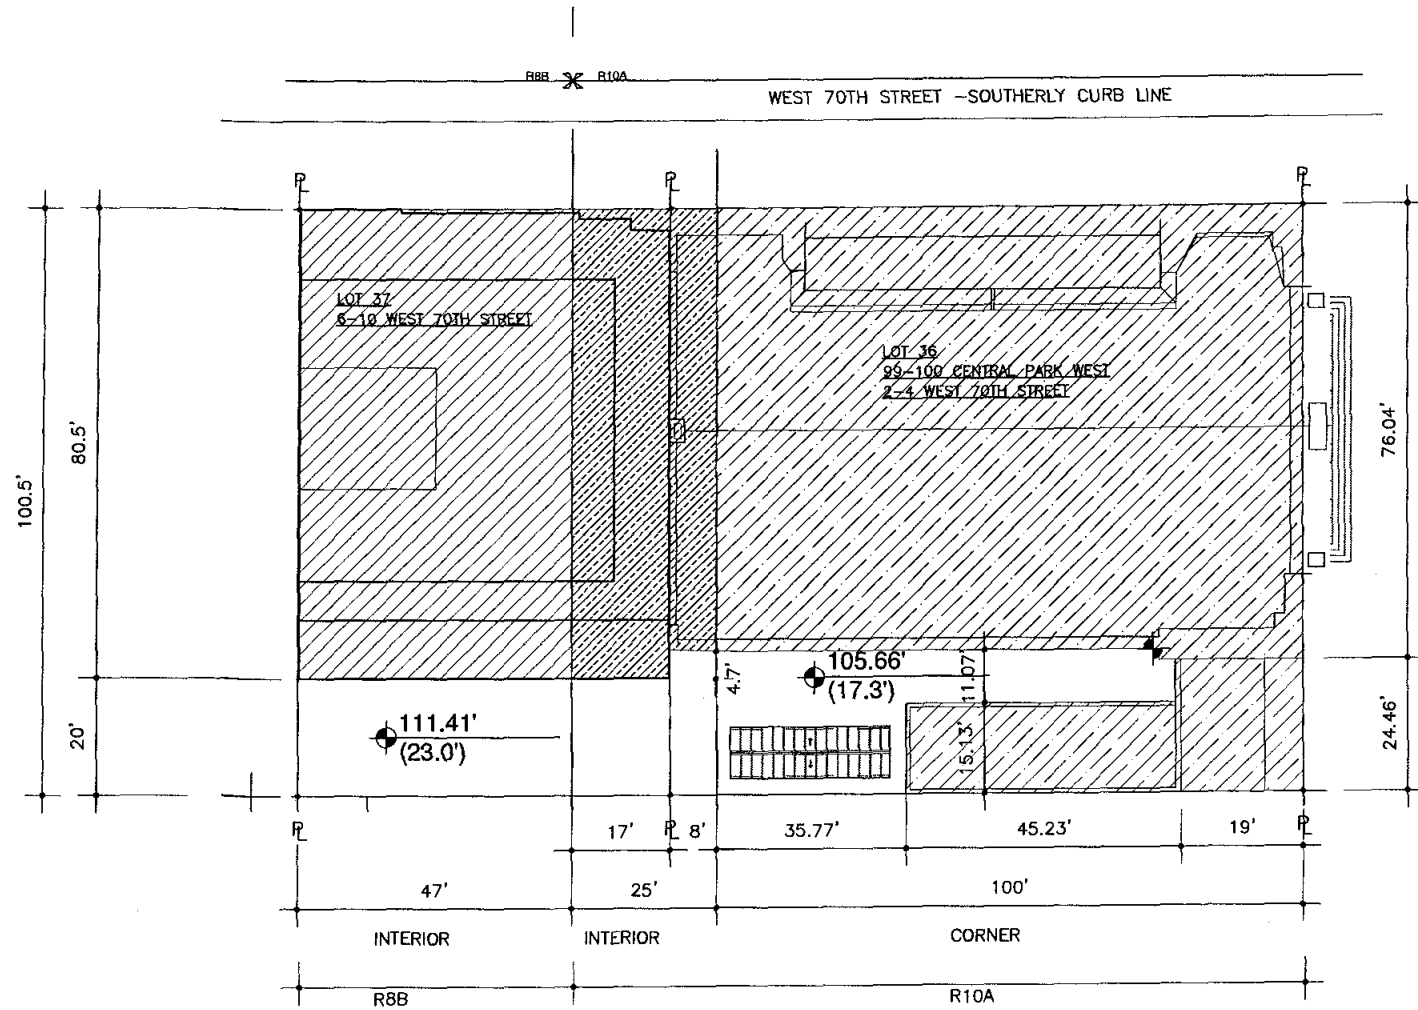 R8B R10A
WEST 70TH STREET -SOUTHERLY CURB LINE
PL PL PL
LOT 37
6-10 WEST 70TH STREET
LOT 36
99-100 CENTRAL PARK WEST
2-4 WEST 70TH STREET
100.5'
80.5'
76.04'
105.66'
(17.3')
4.7'
11.07'
111.41'
(23.0')
20'
15.13'
24.46'
PL 17' PL 8' 35.77' 45.23' 19' PL
47' 25' 100'
INTERIOR INTERIOR CORNER
R8B R10A